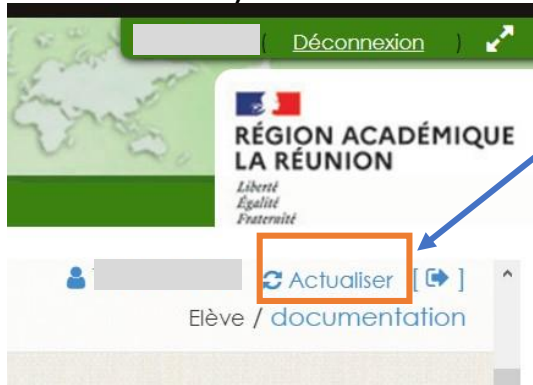 ( Déconnexion )
RÉGION ACADÉMIQUE
LA RÉUNION
Liberté
Égalité
Fraternité
Actualiser [ ]
Elève / documentation